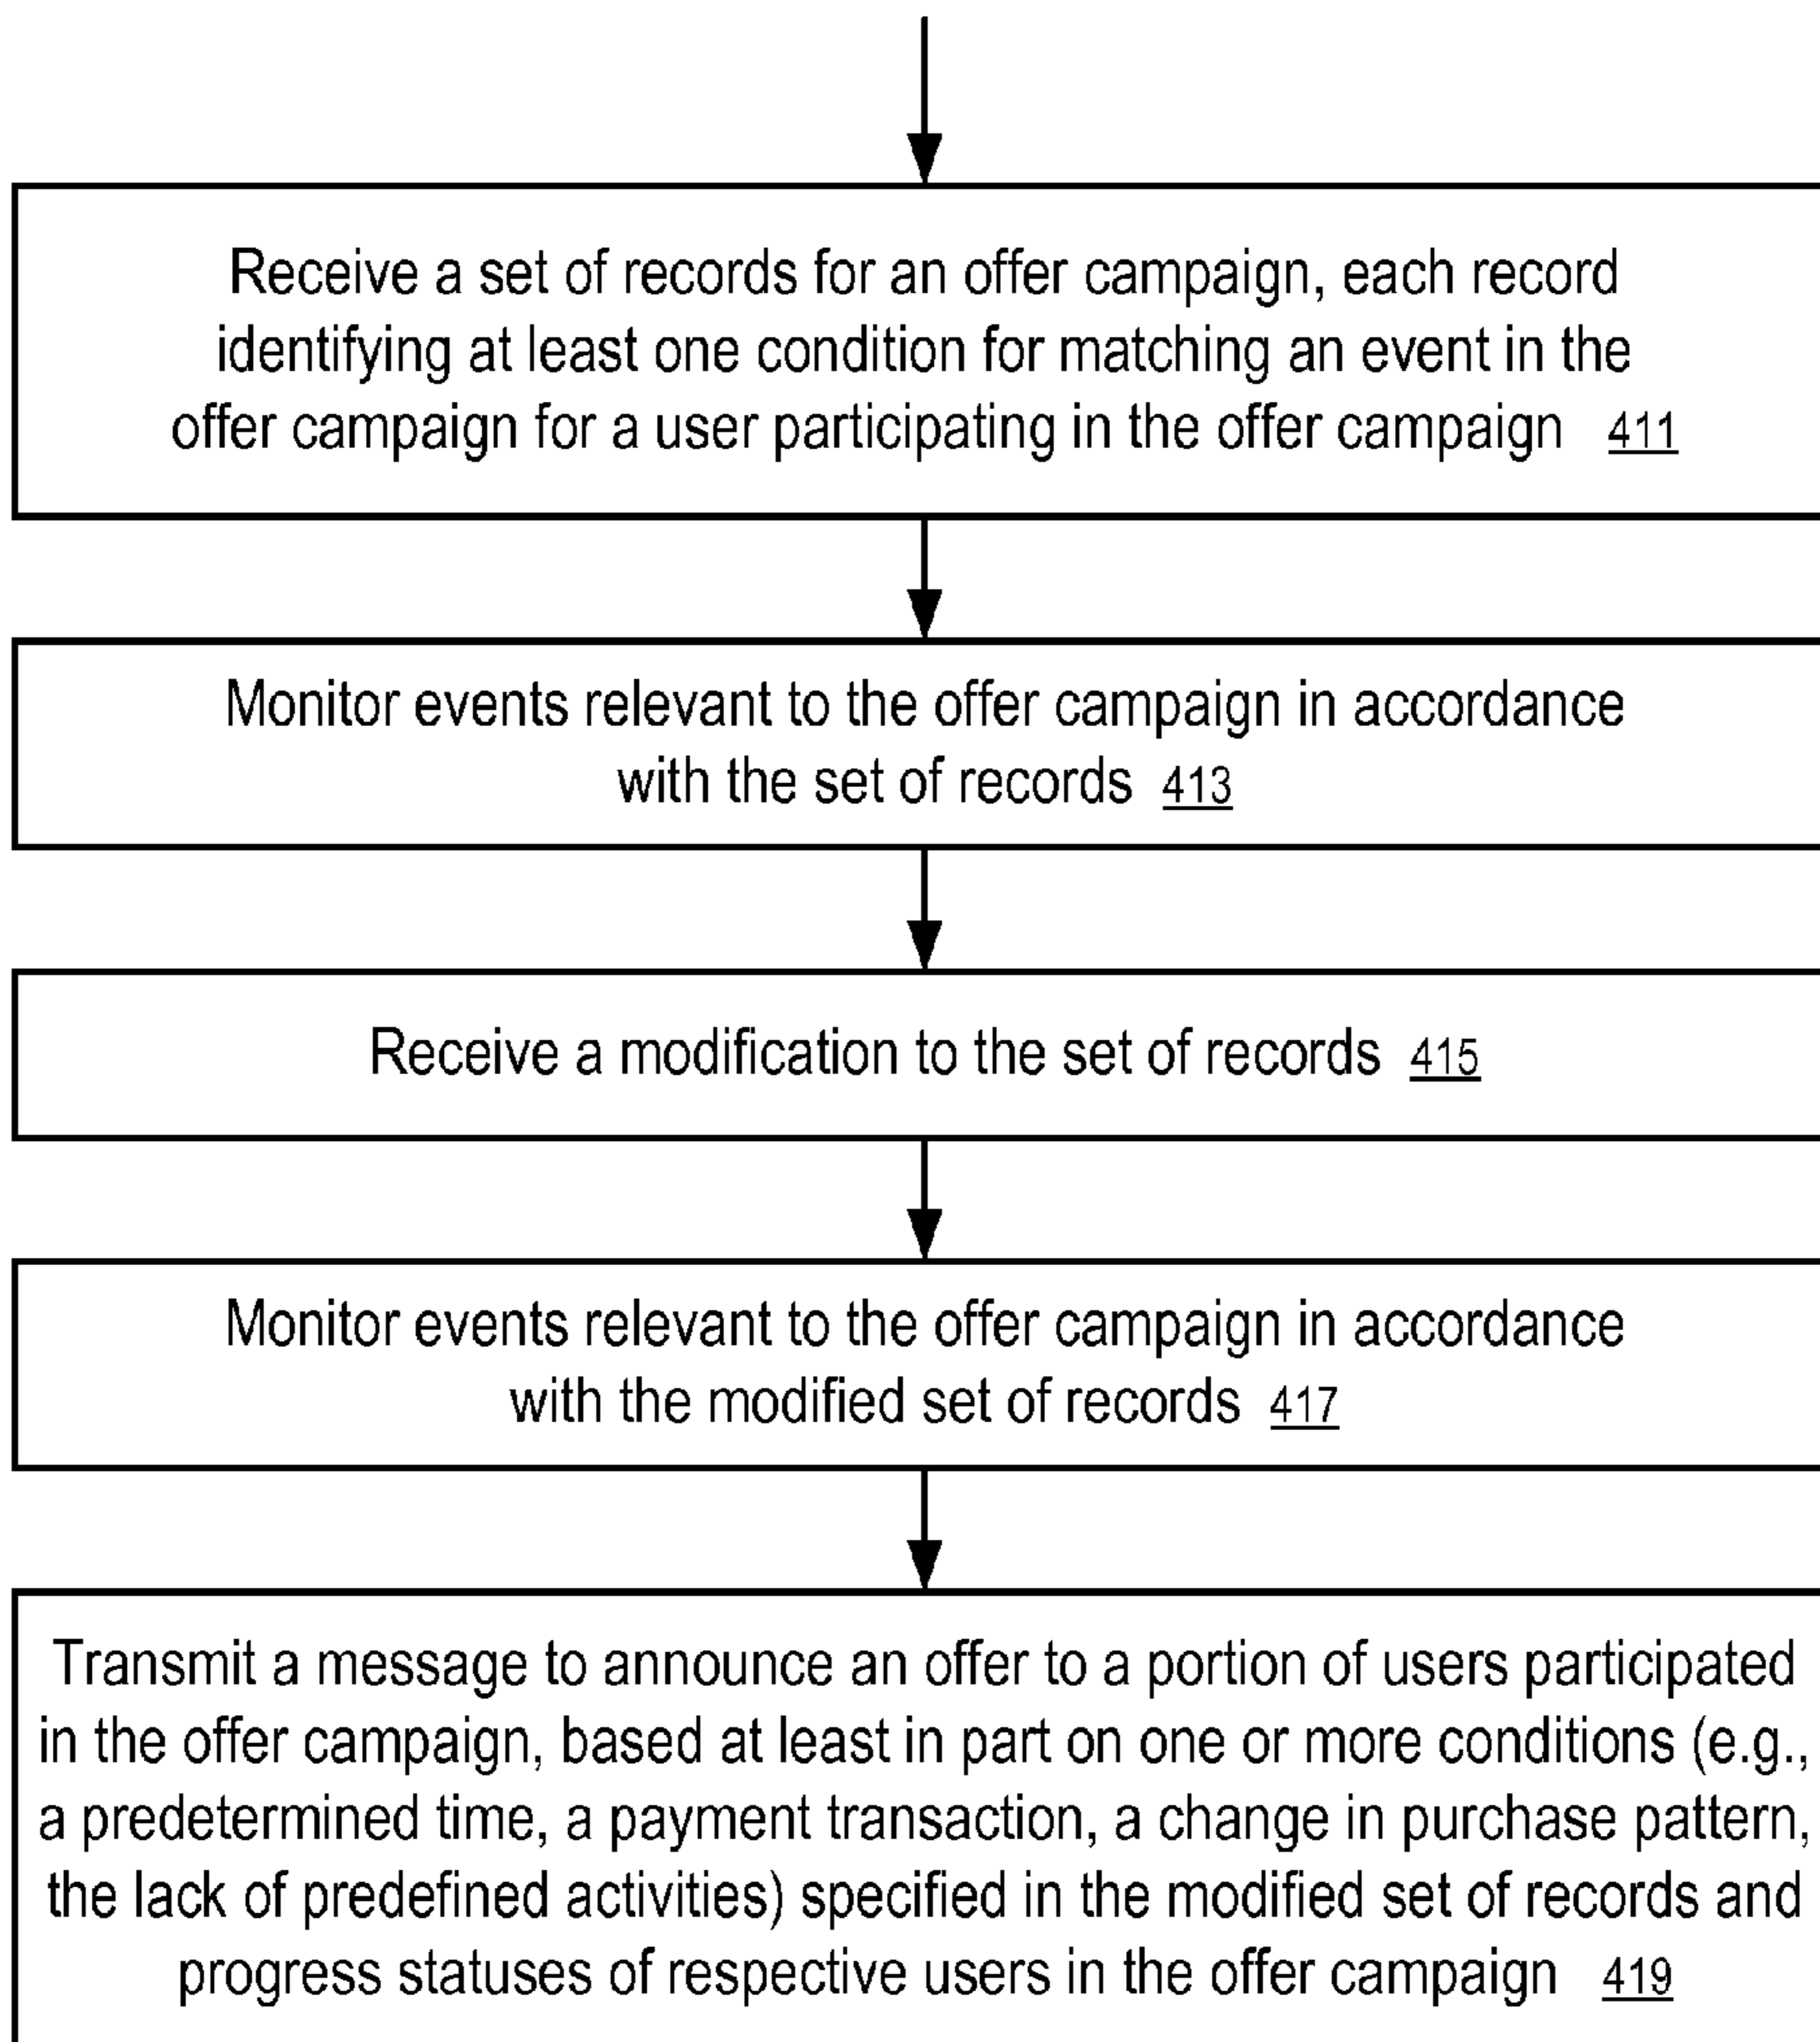 Receive a set of records for an offer campaign, each record
identifying at least one condition for matching an event in the
offer campaign for a user participating in the offer campaign 411
Monitor events relevant to the offer campaign in accordance
with the set of records 413
Receive a modification to the set of records 415
Monitor events relevant to the offer campaign in accordance
with the modified set of records 417
Transmit a message to announce an offer to a portion of users participated
in the offer campaign, based at least in part on one or more conditions (e.g.,
a predetermined time, a payment transaction, a change in purchase pattern,
the lack of predefined activities) specified in the modified set of records and
progress statuses of respective users in the offer campaign 419